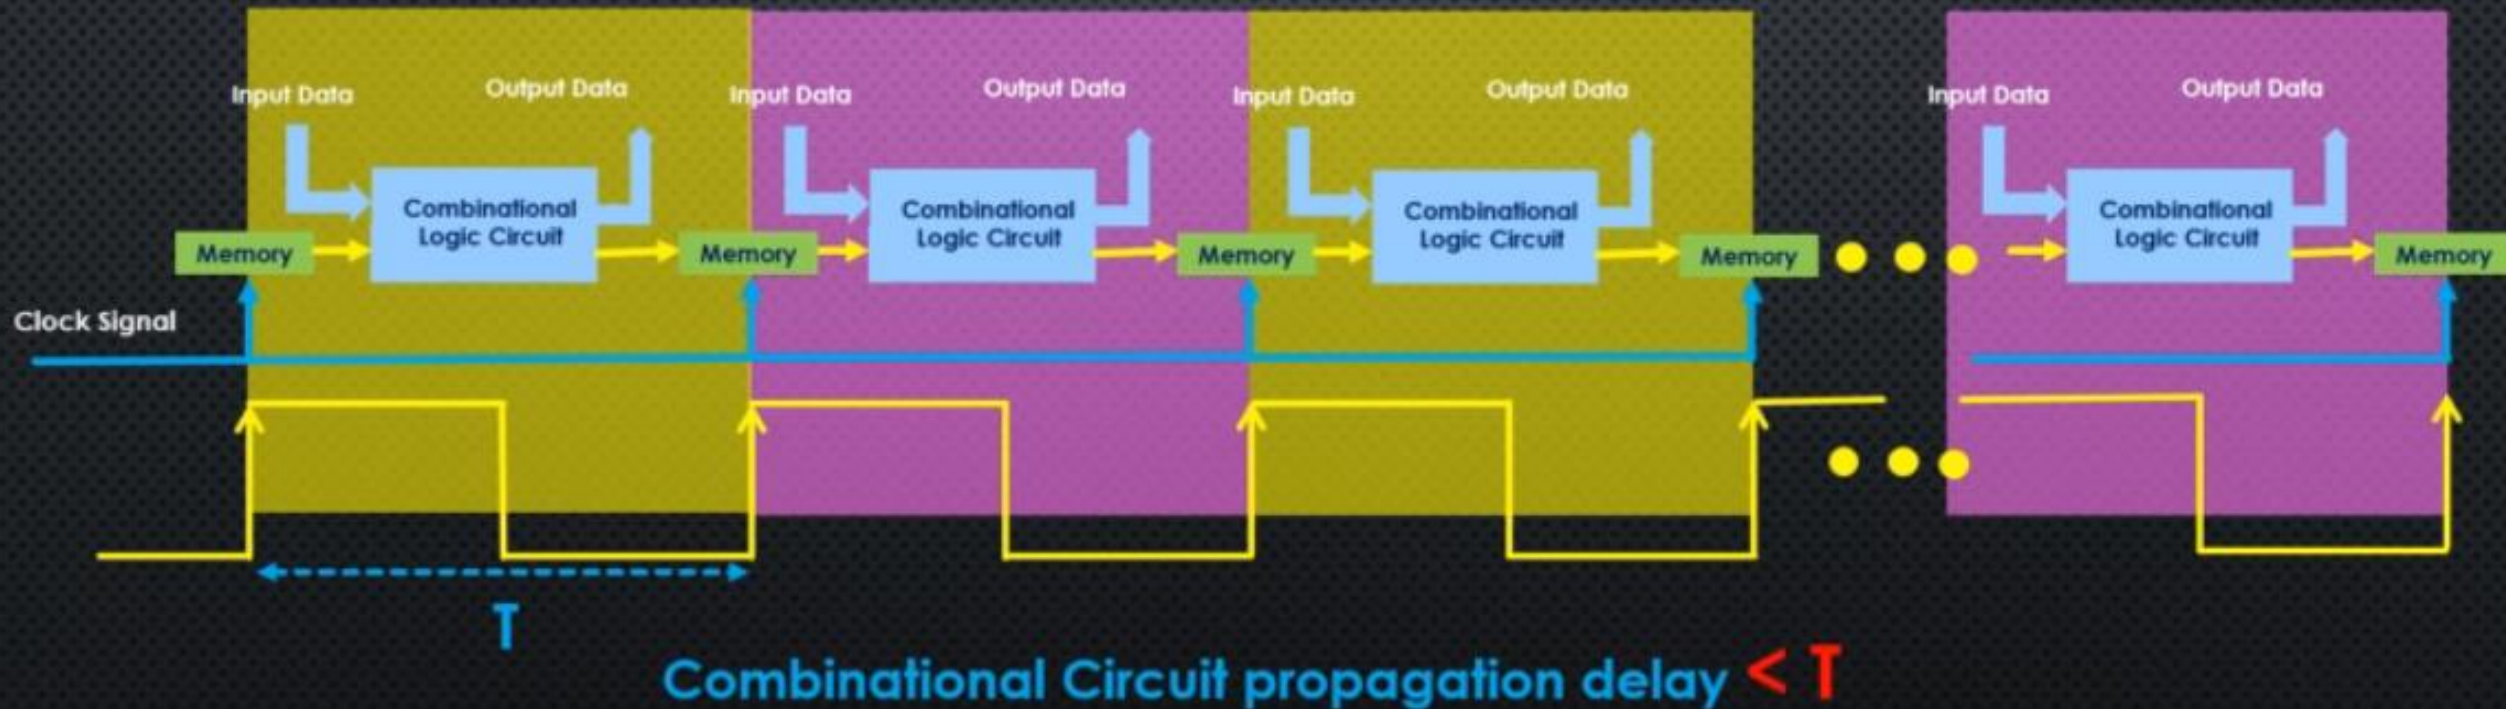 Input Data
Output Data
Input Data
Output Data
Input Data
Output Data
Input Data
Output Data
Combinational
Logic Circuit
Combinational
Logic Circuit
Combinational
Logic Circuit
Combinational
Logic Circuit
Memory
Memory
Memory
Memory
Memory
Clock Signal
T
Combinational Circuit propagation delay < T